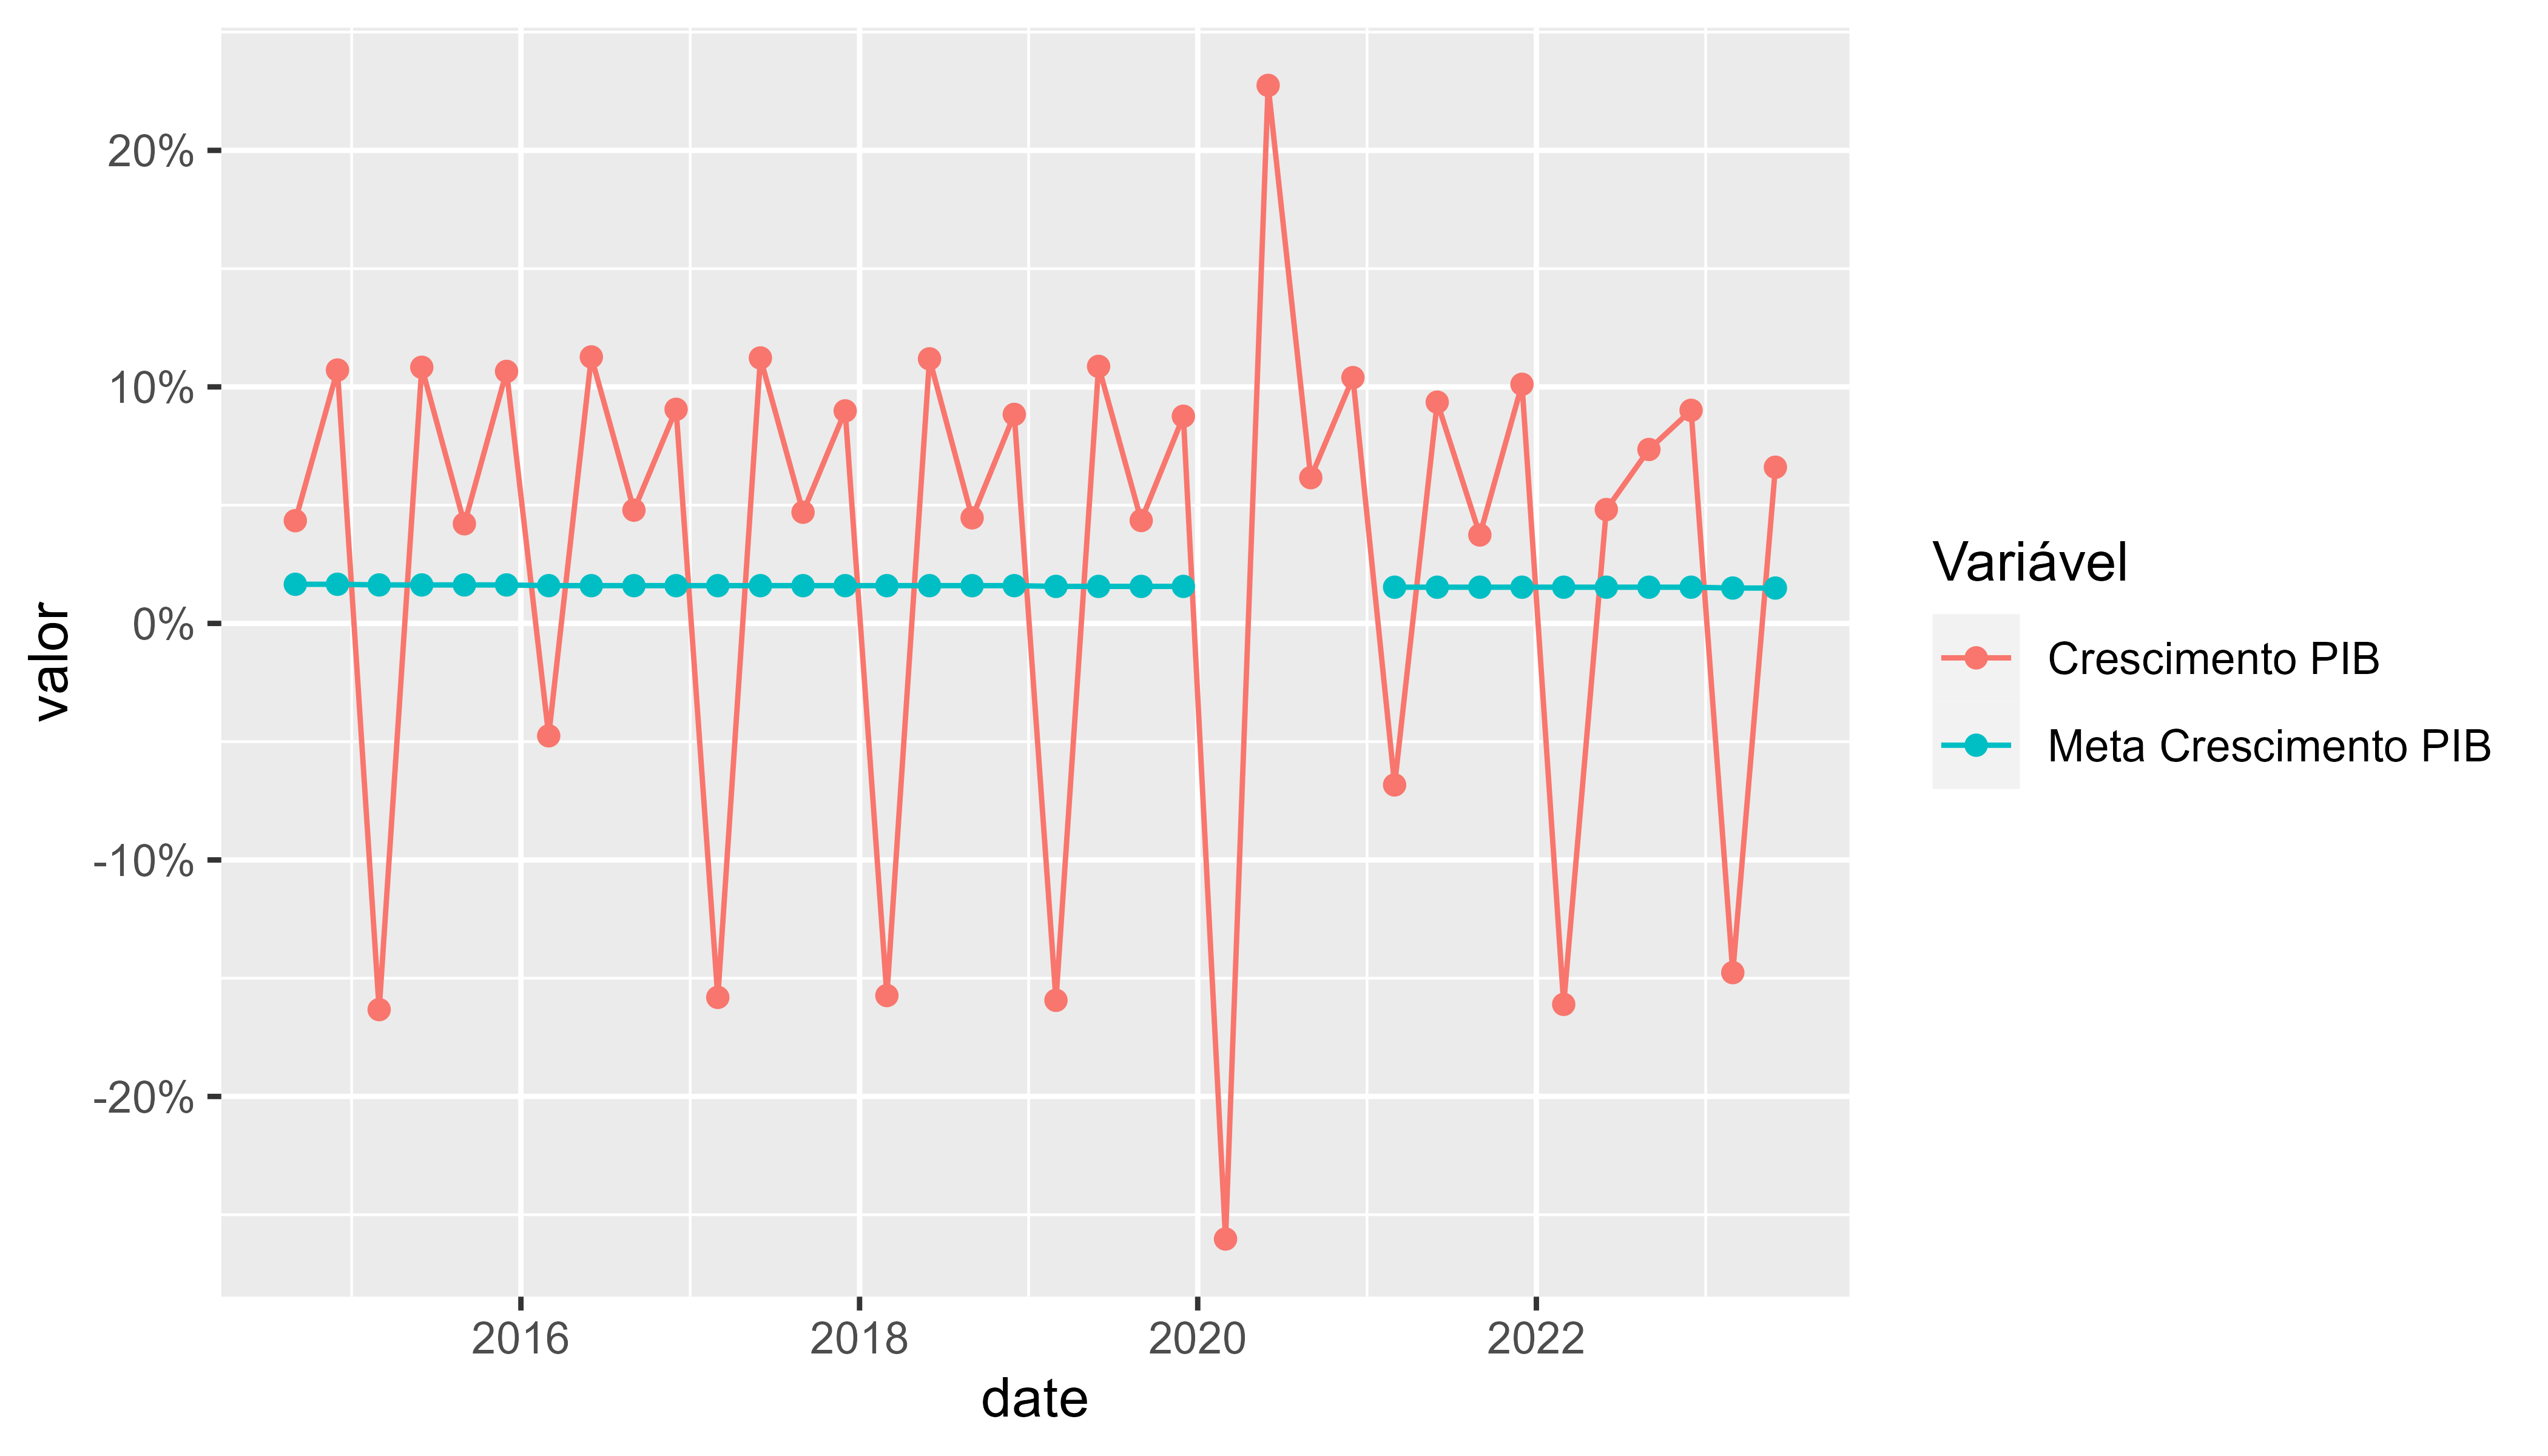 20%
10%
0%
-10%
-20%
valor
2016 2018 2020 2022
date
Variável
Crescimento PIB
Meta Crescimento PIB